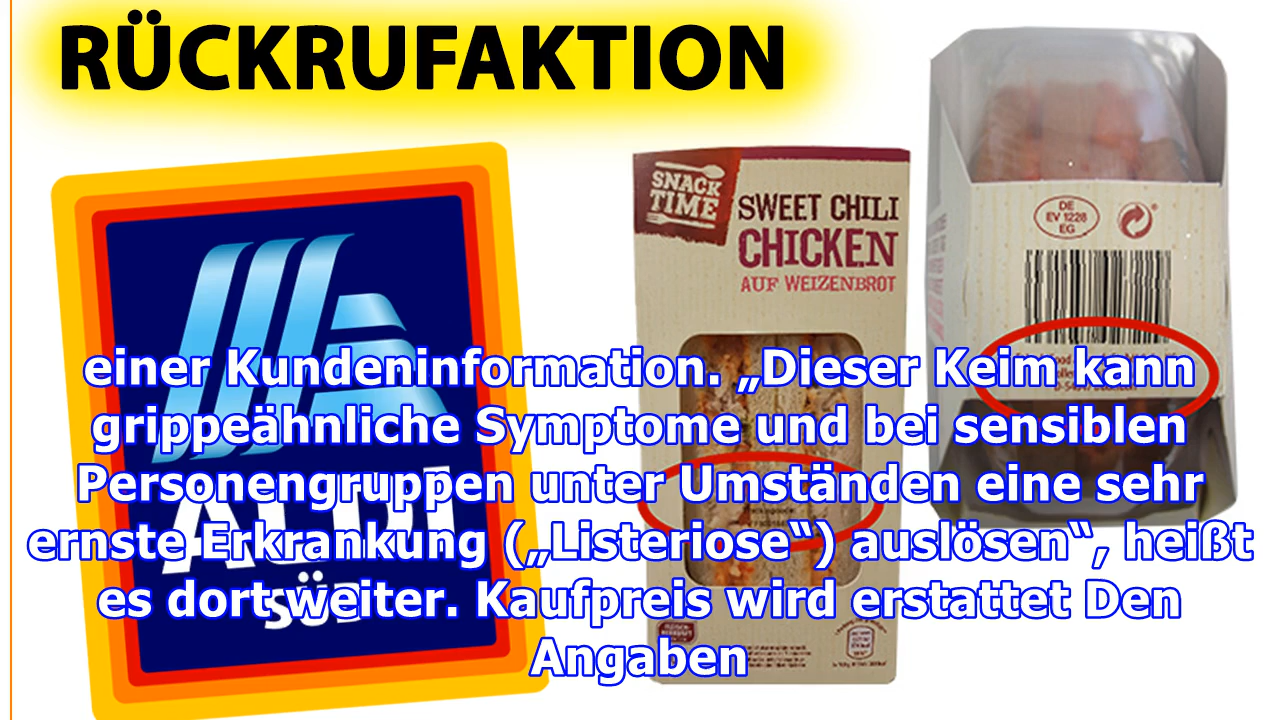 RÜCKRUFAKTION
SNACK
TIME
SWEET CHILI
CHICKEN
AUF WEIZENBROT
DE
EV 1228
EG
einer Kundeninformation. „Dieser Keim kann
grippeähnliche Symptome und bei sensiblen
Personengruppen unter Umständen eine sehr
ernste Erkrankung („Listeriose“) auslösen“, heißt
es dort weiter. Kaufpreis wird erstattet Den
Angaben
ALDI
SÜD